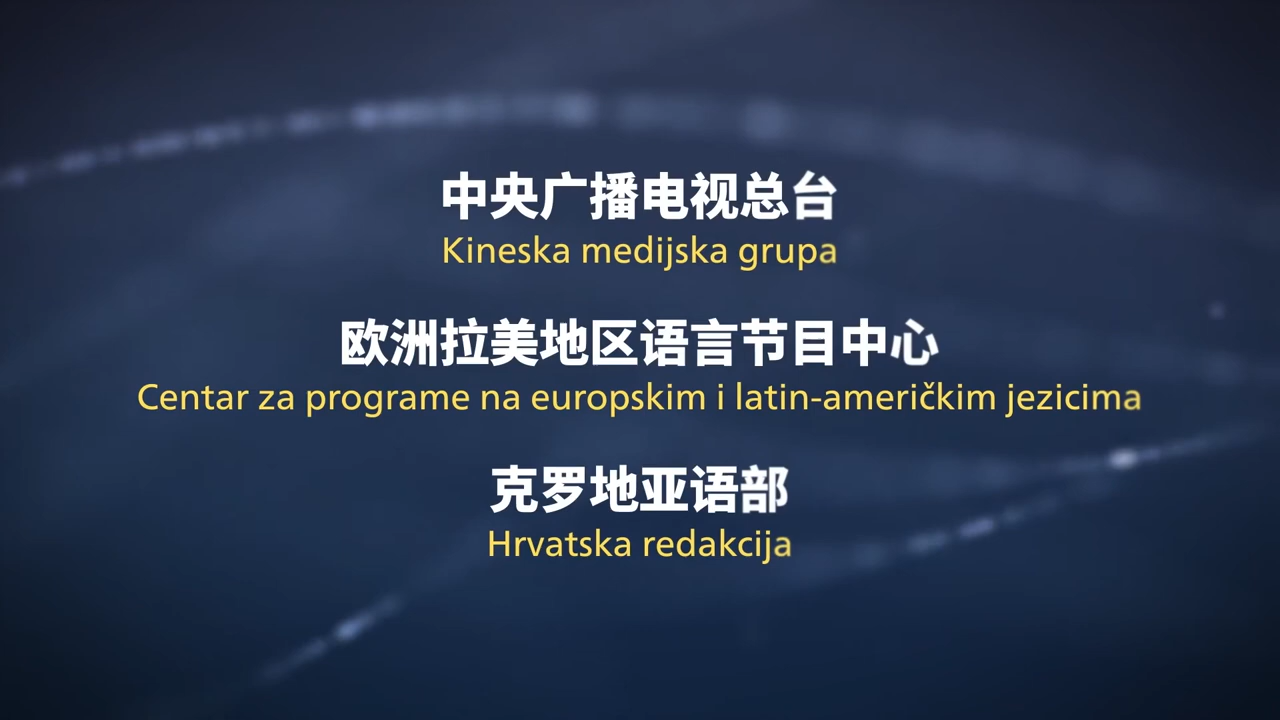 中央广播电视总台
Kineska medijska grupa
欧洲拉美地区语言节目中心
Centar za programe na europskim i latin-američkim jezicima
克罗地亚语部
Hrvatska redakcija